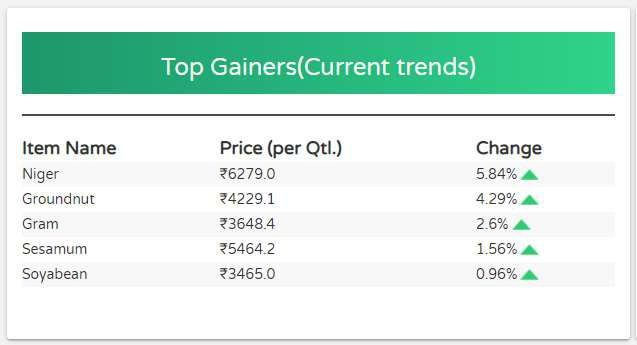 Top Gainers(Current trends)
Item Name Price (per Qtl.) Change
Niger ₹6279.0 5.84%
Groundnut ₹4229.1 4.29%
Gram ₹3648.4 2.6%
Sesamum ₹5464.2 1.56%
Soyabean ₹3465.0 0.96%